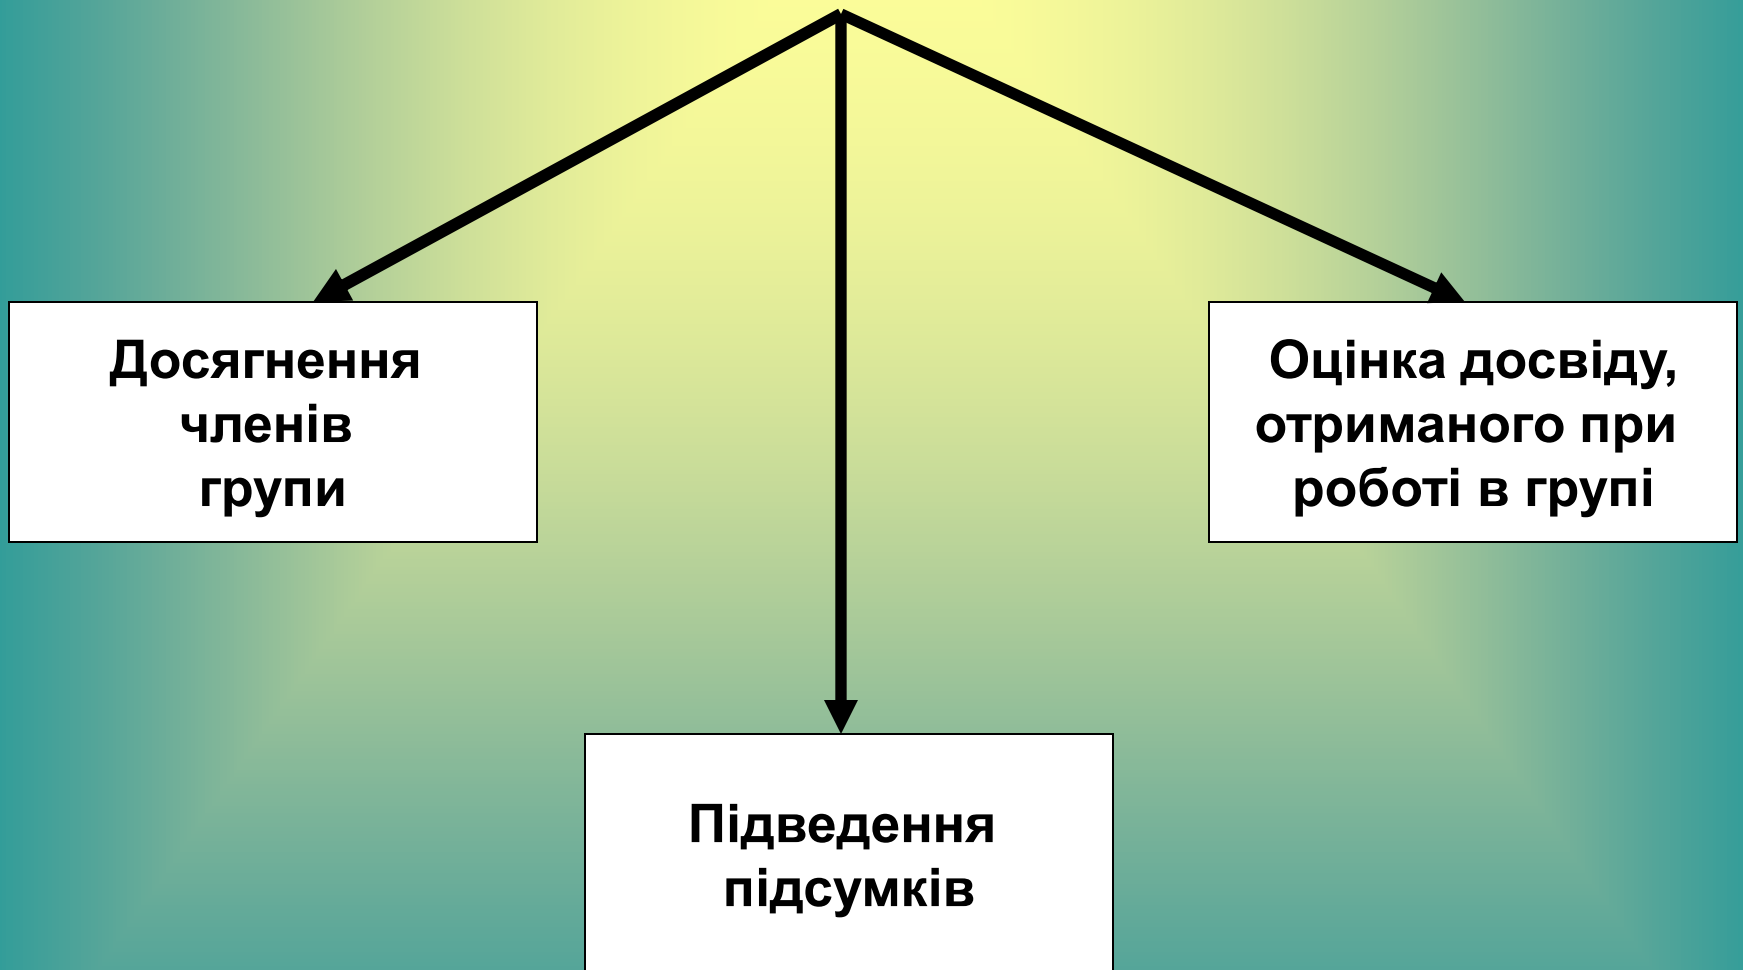 Досягнення
членів
групи
Оцінка досвіду,
отриманого при
роботі в групі
Підведення
підсумків